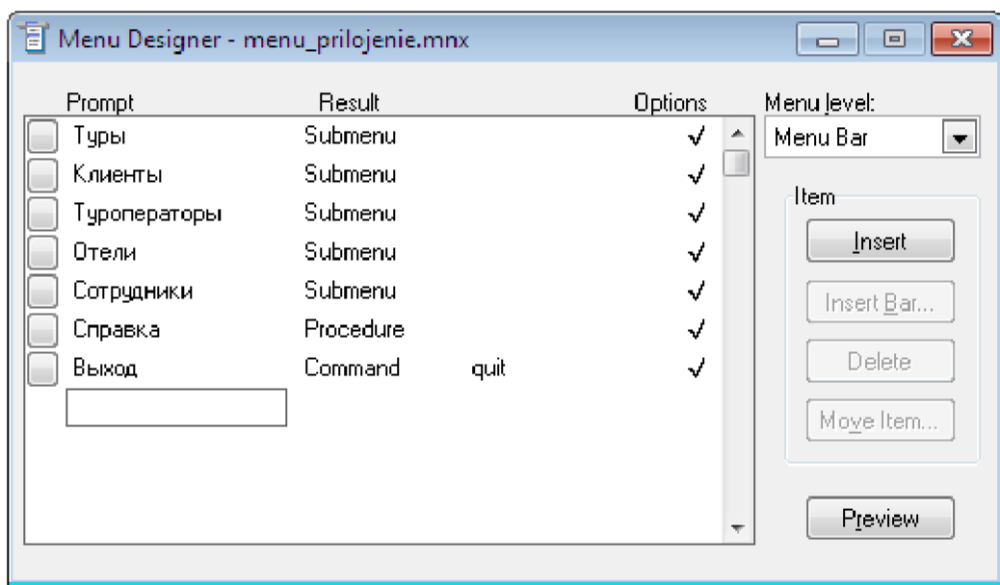 Menu Designer - menu_prilojenie.mnx
Prompt Result Options Menu level:
Туры Submenu Menu Bar
Клиенты Submenu
Туроператоры Submenu Item
Отели Submenu Insert
Сотрудники Submenu Insert Bar...
Справка Procedure
Выход Command quit Delete
Move Item...
Preview